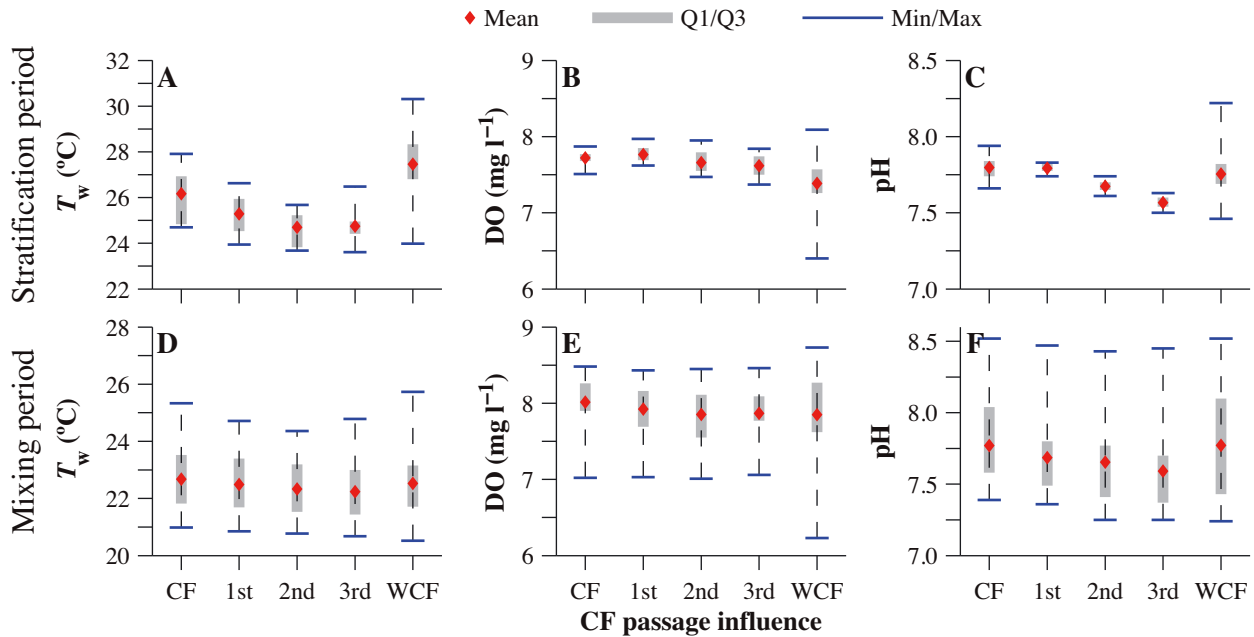 Mean Q1/Q3 Min/Max
Stratification period
A
T_w (ºC)
32
30
28
26
24
22
B
DO (mg l⁻¹)
9
8
7
6
C
pH
8.5
8.0
7.5
7.0
Mixing period
D
T_w (ºC)
28
26
24
22
20
CF 1st 2nd 3rd WCF
E
DO (mg l⁻¹)
9
8
7
6
CF 1st 2nd 3rd WCF
F
pH
8.5
8.0
7.5
7.0
CF 1st 2nd 3rd WCF
CF passage influence